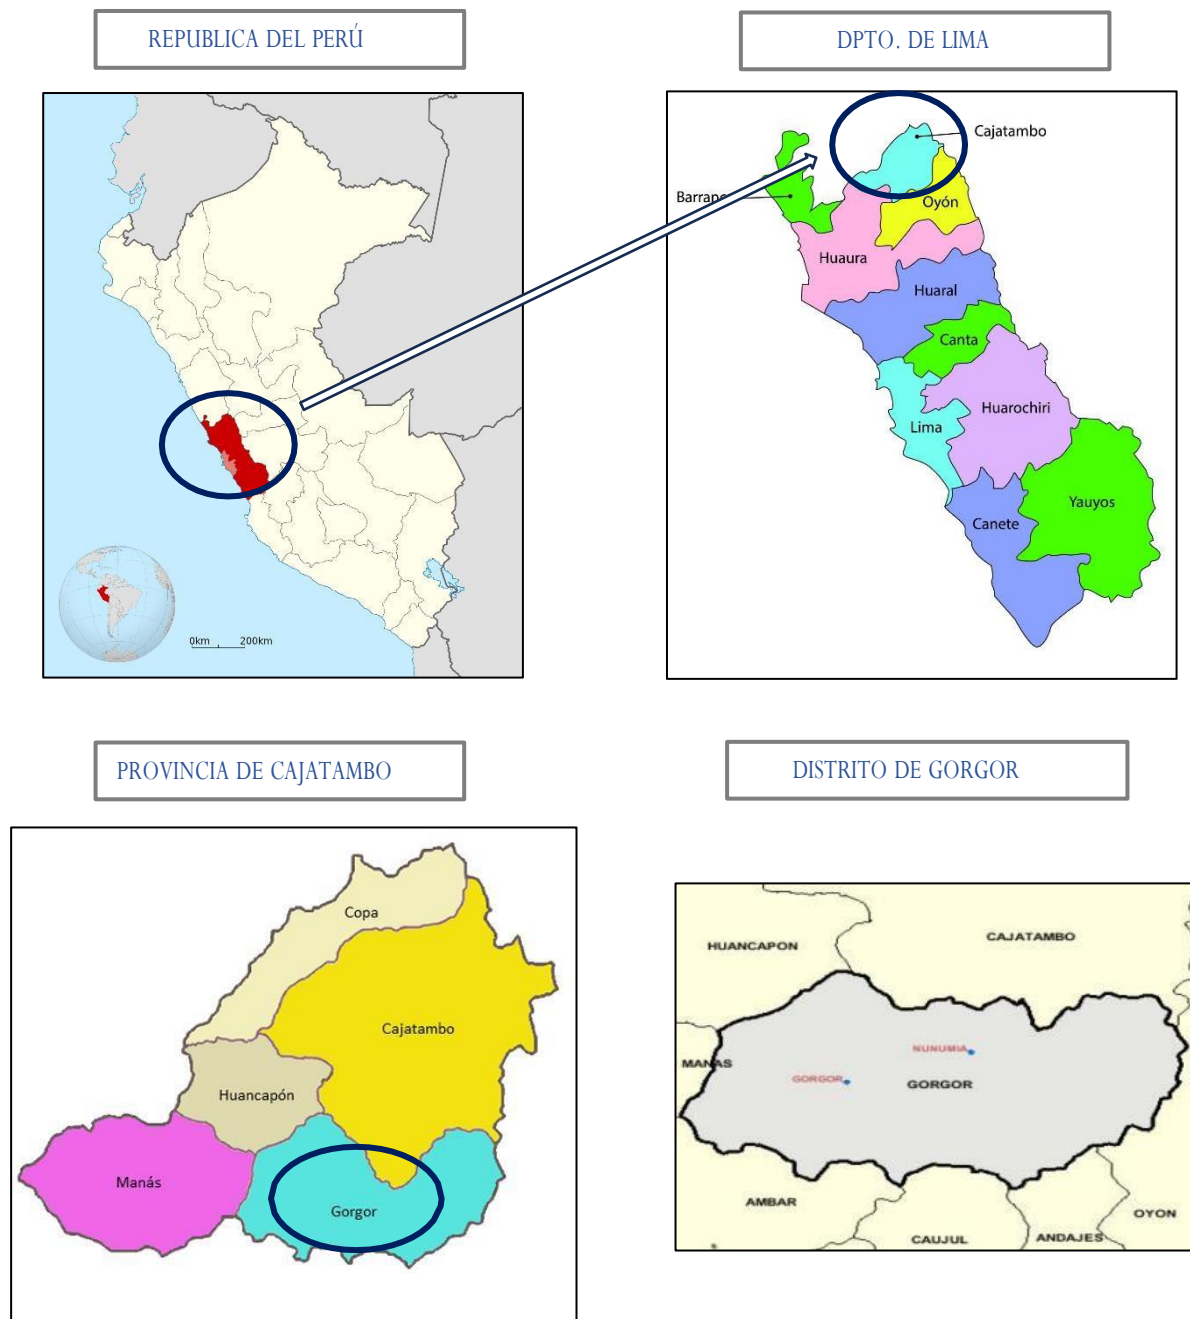 REPUBLICA DEL PERÚ
DPTO. DE LIMA
0km 200km
Cajatambo
Barranc
Oyón
Huaura
Huaral
Canta
Huarochiri
Lima
Yauyos
Canete
PROVINCIA DE CAJATAMBO
DISTRITO DE GORGOR
Copa
Cajatambo
Huancapón
Manás
Gorgor
HUANCAPON
CAJATAMBO
NUNUMIA
MANAS
GORGOR
GORGOR
AMBAR
OYON
CAUJUL
ANDAJES